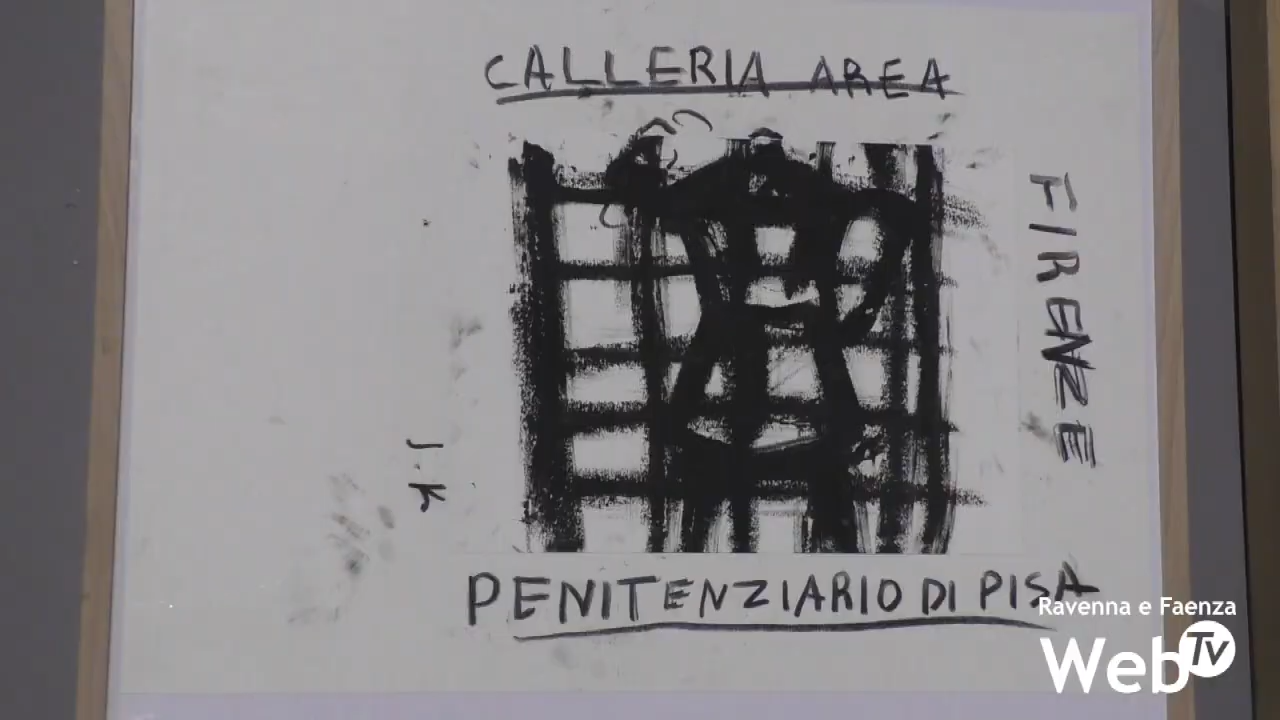 CALLERIA AREA
FIRENZE
J.K
PENITENZIARIO DI PISA
Ravenna e Faenza
WebTv